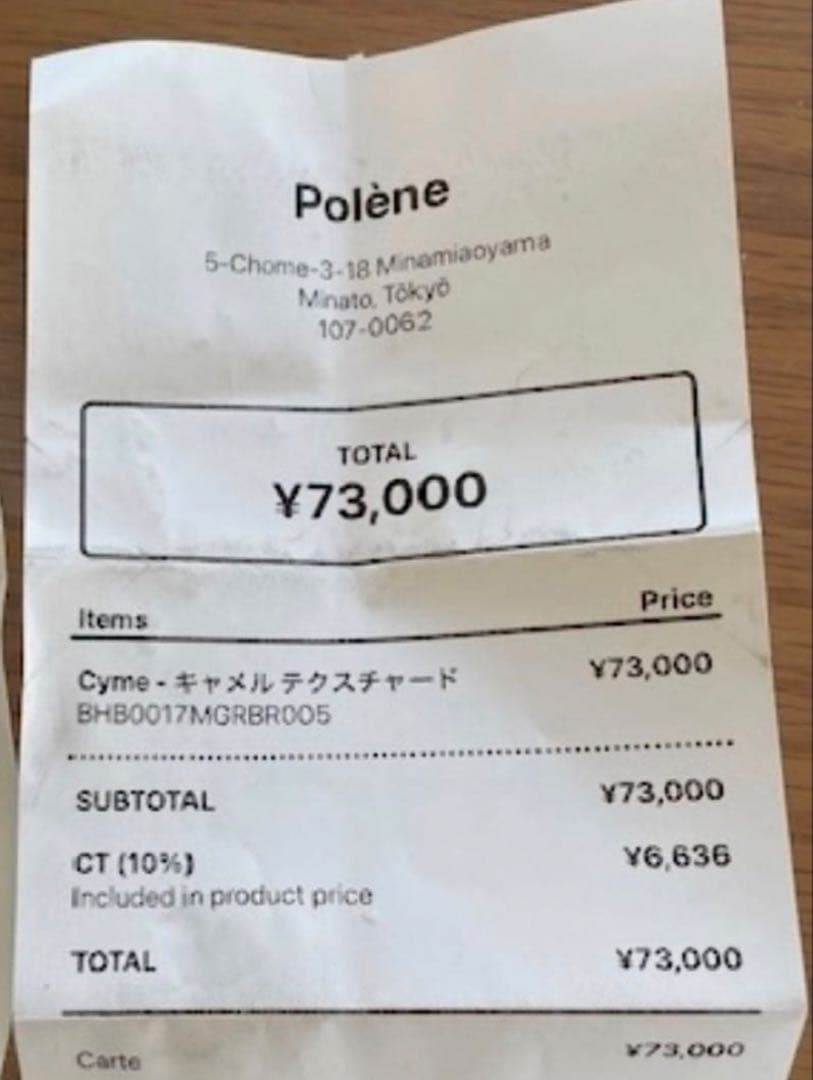 Polène
5-Chome-3-18 Minamiaoyama
Minato, Tōkyō
107-0062
TOTAL
¥73,000
Items Price
Cyme - キャメル テクスチャード ¥73,000
BHB0017MGRBR005
SUBTOTAL ¥73,000
CT (10%) ¥6,636
Included in product price
TOTAL ¥73,000
Carte ¥73,000